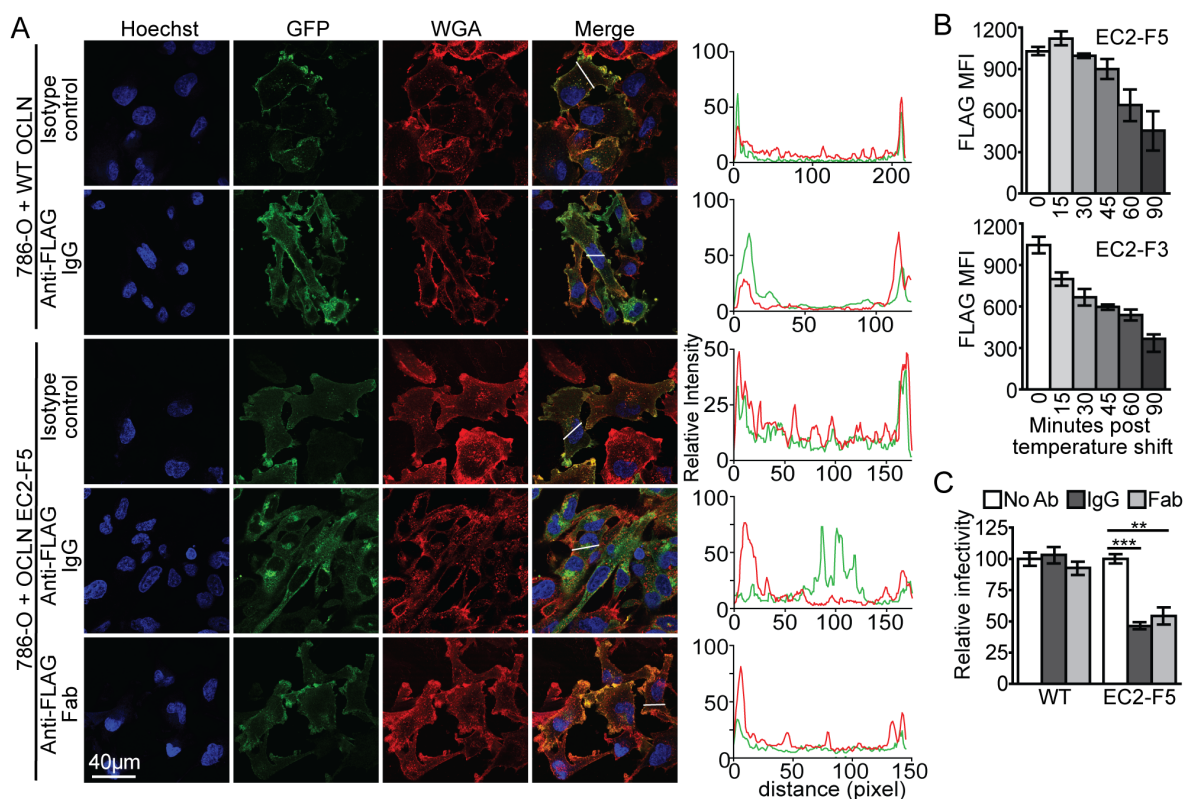 A
Hoechst
GFP
WGA
Merge
786-O + WT OCLN
Isotype
control
Anti-FLAG
IgG
786-O + OCLN EC2-F5
Isotype
control
Anti-FLAG
IgG
Anti-FLAG
Fab
40µm
100
50
0
0 100 200
100
50
0
0 50 100
Relative Intensity
50
25
0
0 50 100 150
100
50
0
0 50 100 150
100
50
0
0 50 100 150
distance (pixel)
B
FLAG MFI
1200
900
600
300
EC2-F5
0 15 30 45 60 90
FLAG MFI
1200
900
600
300
EC2-F3
0 15 30 45 60 90
Minutes post
temperature shift
C
No Ab IgG Fab
Relative infectivity
125
100
75
50
25
0
**
***
WT EC2-F5